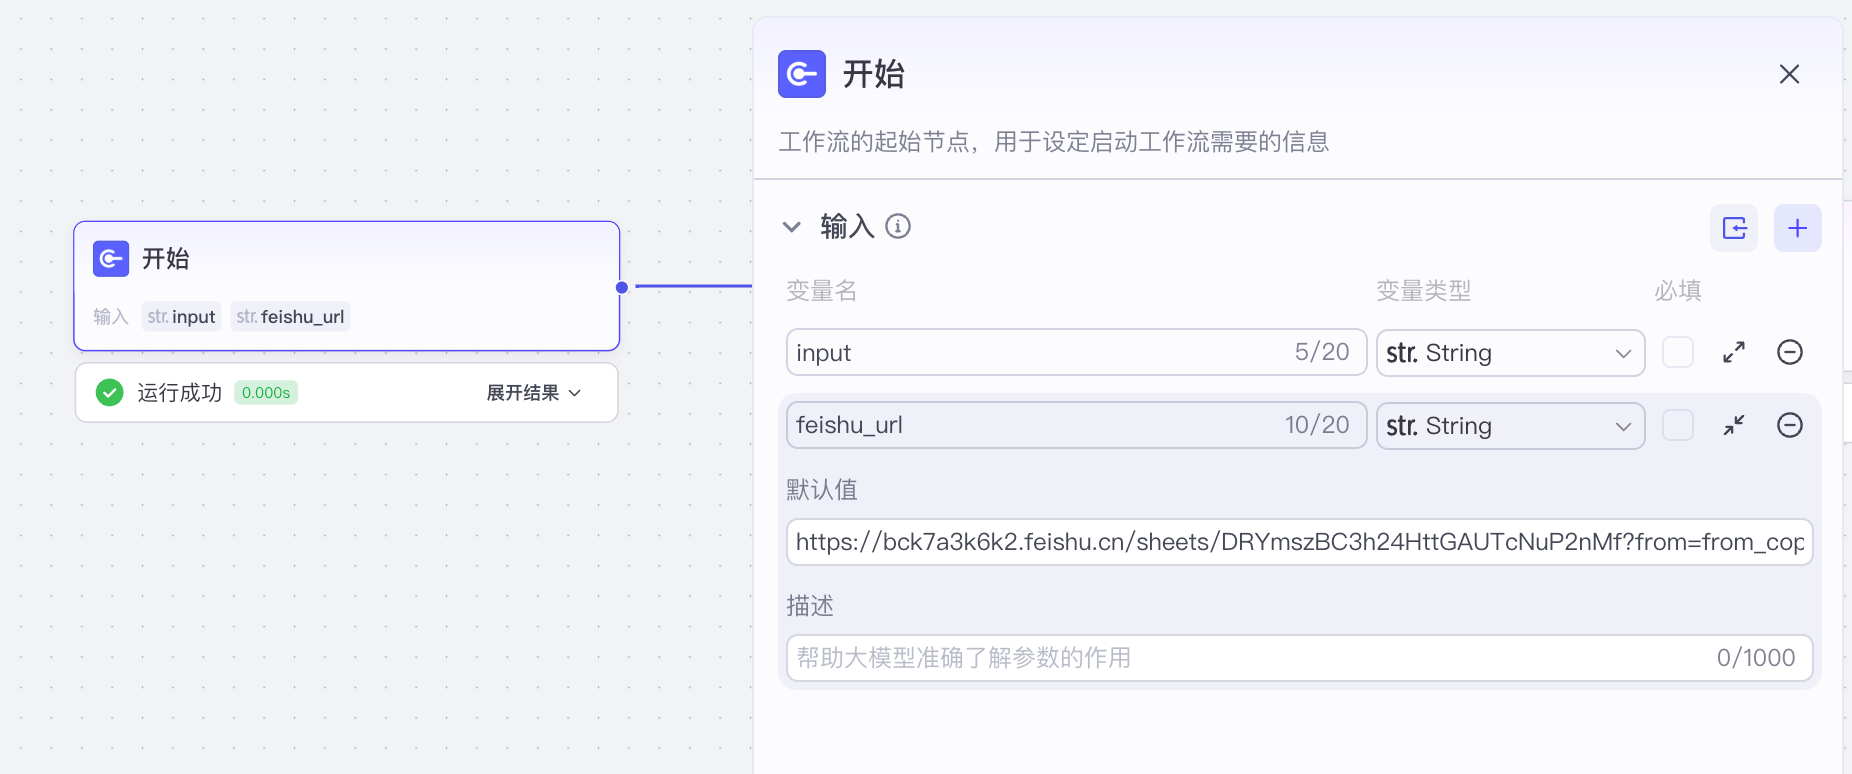 开始
输入 str. input str. feishu_url
运行成功 0.000s 展开结果
开始
工作流的起始节点，用于设定启动工作流需要的信息
输入
变量名 变量类型 必填
input 5/20 str. String
feishu_url 10/20 str. String
默认值
https://bck7a3k6k2.feishu.cn/sheets/DRYmszBC3h24HttGAUTcNuP2nMf?from=from_cop
描述
帮助大模型准确了解参数的作用 0/1000